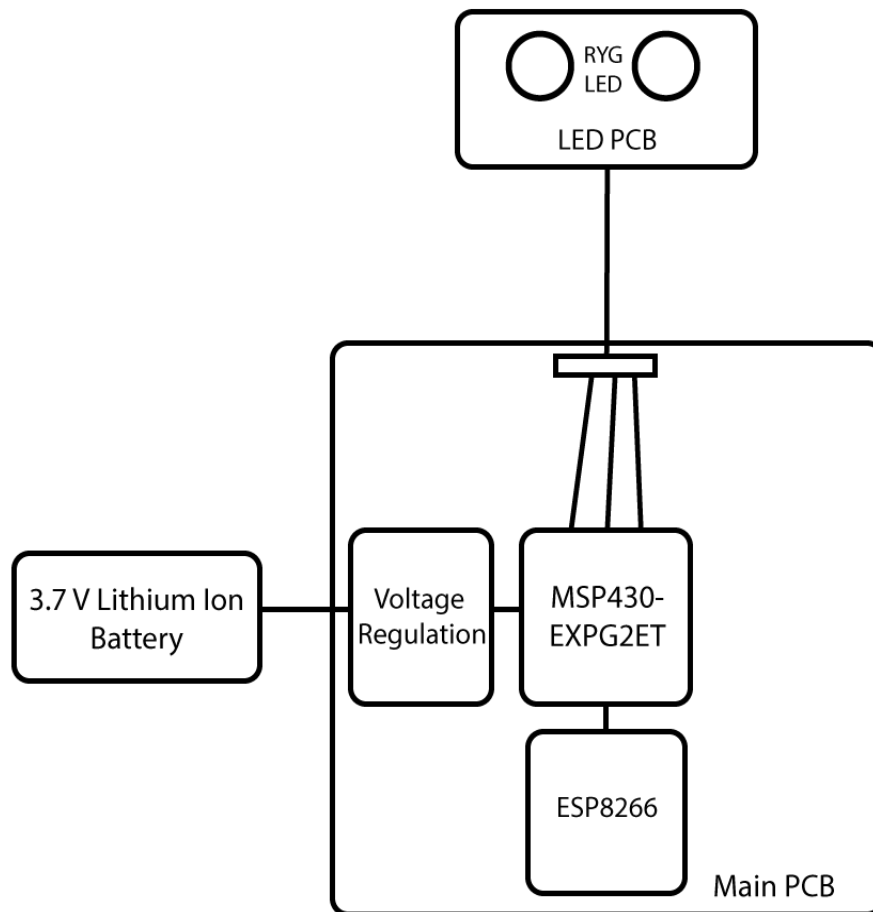 RYG
LED
LED PCB
3.7 V Lithium Ion
Battery
Voltage
Regulation
MSP430-
EXPG2ET
ESP8266
Main PCB